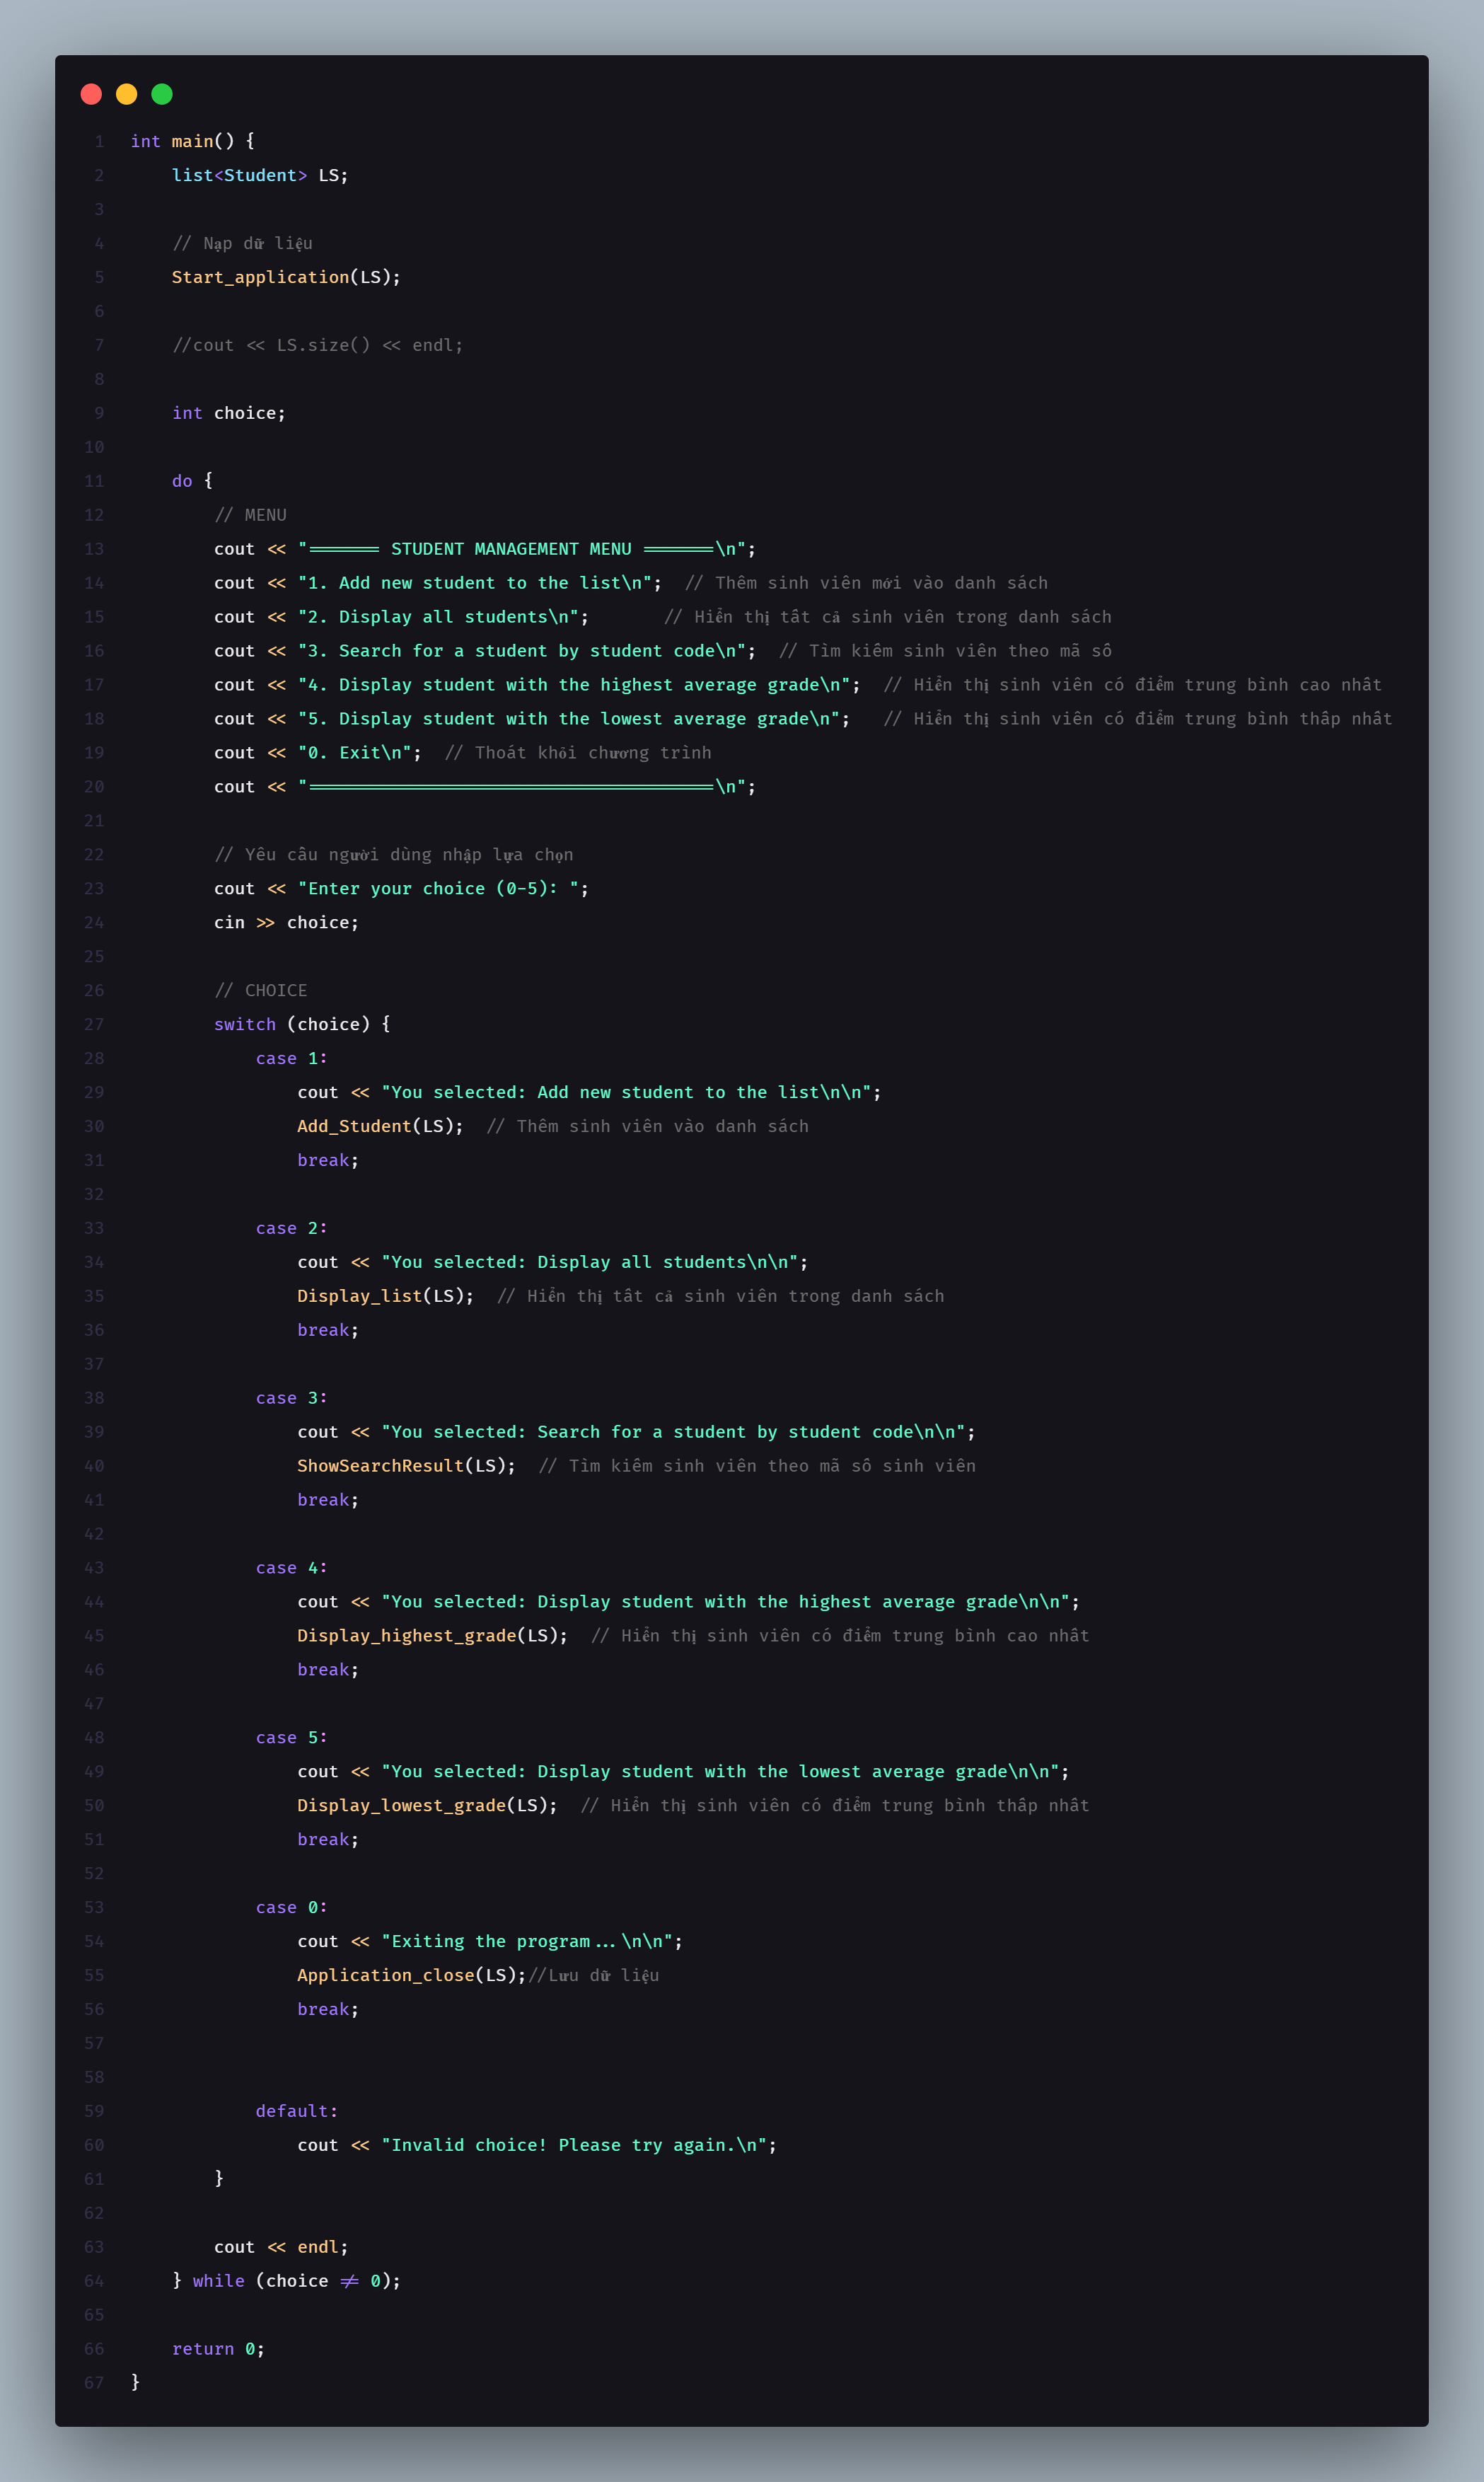 1 int main() {
2     list<Student> LS;
3
4     // Nạp dữ liệu
5     Start_application(LS);
6
7     //cout << LS.size() << endl;
8
9     int choice;
10
11     do {
12         // MENU
13         cout << "======= STUDENT MANAGEMENT MENU =======\n";
14         cout << "1. Add new student to the list\n";  // Thêm sinh viên mới vào danh sách
15         cout << "2. Display all students\n";       // Hiển thị tất cả sinh viên trong danh sách
16         cout << "3. Search for a student by student code\n";  // Tìm kiếm sinh viên theo mã số
17         cout << "4. Display student with the highest average grade\n";  // Hiển thị sinh viên có điểm trung bình cao nhất
18         cout << "5. Display student with the lowest average grade\n";   // Hiển thị sinh viên có điểm trung bình thấp nhất
19         cout << "0. Exit\n";  // Thoát khỏi chương trình
20         cout << "=======================================\n";
21
22         // Yêu cầu người dùng nhập lựa chọn
23         cout << "Enter your choice (0-5): ";
24         cin >> choice;
25
26         // CHOICE
27         switch (choice) {
28             case 1:
29                 cout << "You selected: Add new student to the list\n\n";
30                 Add_Student(LS);  // Thêm sinh viên vào danh sách
31                 break;
32
33             case 2:
34                 cout << "You selected: Display all students\n\n";
35                 Display_list(LS);  // Hiển thị tất cả sinh viên trong danh sách
36                 break;
37
38             case 3:
39                 cout << "You selected: Search for a student by student code\n\n";
40                 ShowSearchResult(LS);  // Tìm kiếm sinh viên theo mã số sinh viên
41                 break;
42
43             case 4:
44                 cout << "You selected: Display student with the highest average grade\n\n";
45                 Display_highest_grade(LS);  // Hiển thị sinh viên có điểm trung bình cao nhất
46                 break;
47
48             case 5:
49                 cout << "You selected: Display student with the lowest average grade\n\n";
50                 Display_lowest_grade(LS);  // Hiển thị sinh viên có điểm trung bình thấp nhất
51                 break;
52
53             case 0:
54                 cout << "Exiting the program...\n\n";
55                 Application_close(LS);//Lưu dữ liệu
56                 break;
57
58
59             default:
60                 cout << "Invalid choice! Please try again.\n";
61         }
62
63         cout << endl;
64     } while (choice != 0);
65
66     return 0;
67 }